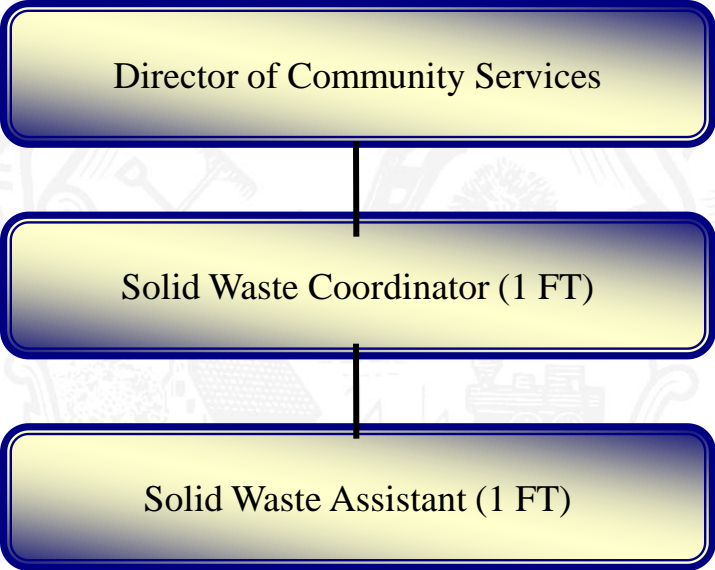 Director of Community Services
Solid Waste Coordinator (1 FT)
Solid Waste Assistant (1 FT)